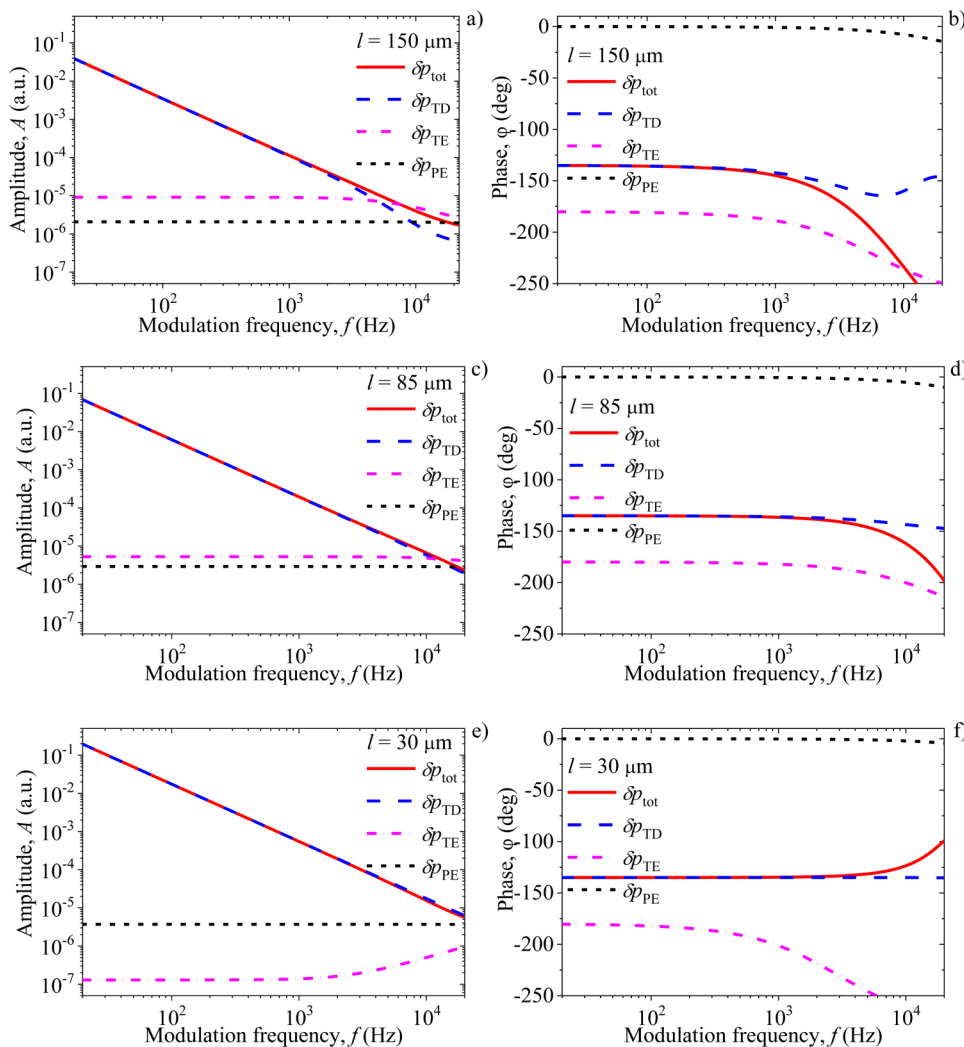 a)
l = 150 μm
δp_tot
δp_TD
δp_TE
δp_PE
10^-1
10^-2
10^-3
10^-4
10^-5
10^-6
10^-7
Amplitude, A (a.u.)
10^2 10^3 10^4
Modulation frequency, f (Hz)
b)
l = 150 μm
δp_tot
δp_TD
δp_TE
δp_PE
0
-50
-100
-150
-200
-250
Phase, φ (deg)
10^2 10^3 10^4
Modulation frequency, f (Hz)
c)
l = 85 μm
δp_tot
δp_TD
δp_TE
δp_PE
10^-1
10^-2
10^-3
10^-4
10^-5
10^-6
10^-7
Amplitude, A (a.u.)
10^2 10^3 10^4
Modulation frequency, f (Hz)
d)
l = 85 μm
δp_tot
δp_TD
δp_TE
δp_PE
0
-50
-100
-150
-200
-250
Phase, φ (deg)
10^2 10^3 10^4
Modulation frequency, f (Hz)
e)
l = 30 μm
δp_tot
δp_TD
δp_TE
δp_PE
10^-1
10^-2
10^-3
10^-4
10^-5
10^-6
10^-7
Amplitude, A (a.u.)
10^2 10^3 10^4
Modulation frequency, f (Hz)
f)
l = 30 μm
δp_tot
δp_TD
δp_TE
δp_PE
0
-50
-100
-150
-200
-250
Phase, φ (deg)
10^2 10^3 10^4
Modulation frequency, f (Hz)